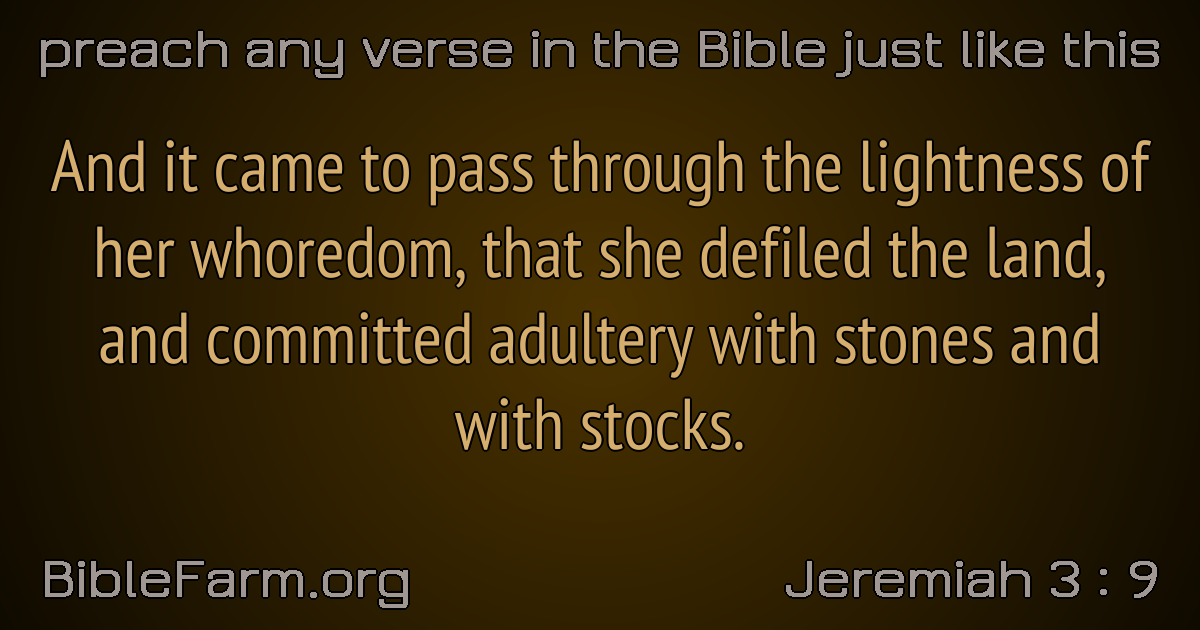 preach any verse in the Bible just like this
And it came to pass through the lightness of
her whoredom, that she defiled the land,
and committed adultery with stones and
with stocks.
BibleFarm.org
Jeremiah 3 : 9